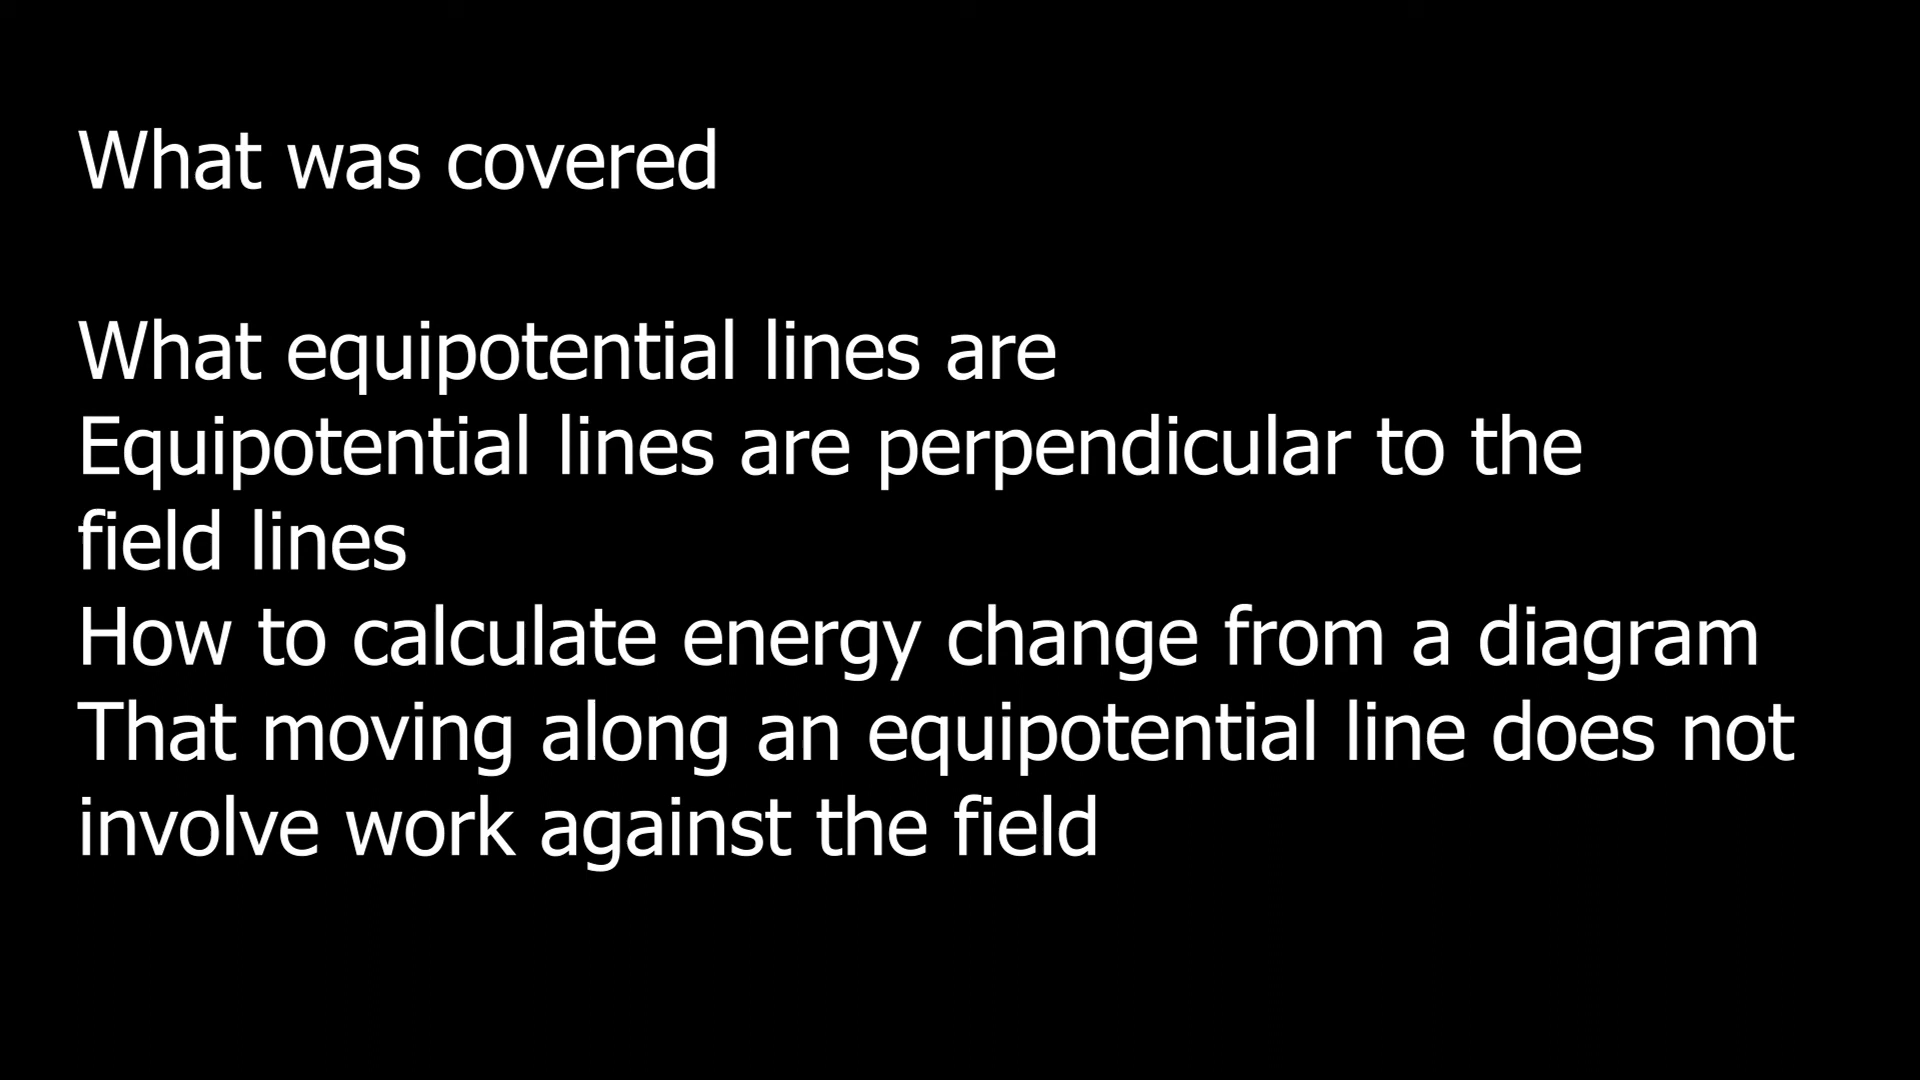 What was covered
What equipotential lines are
Equipotential lines are perpendicular to the
field lines
How to calculate energy change from a diagram
That moving along an equipotential line does not
involve work against the field